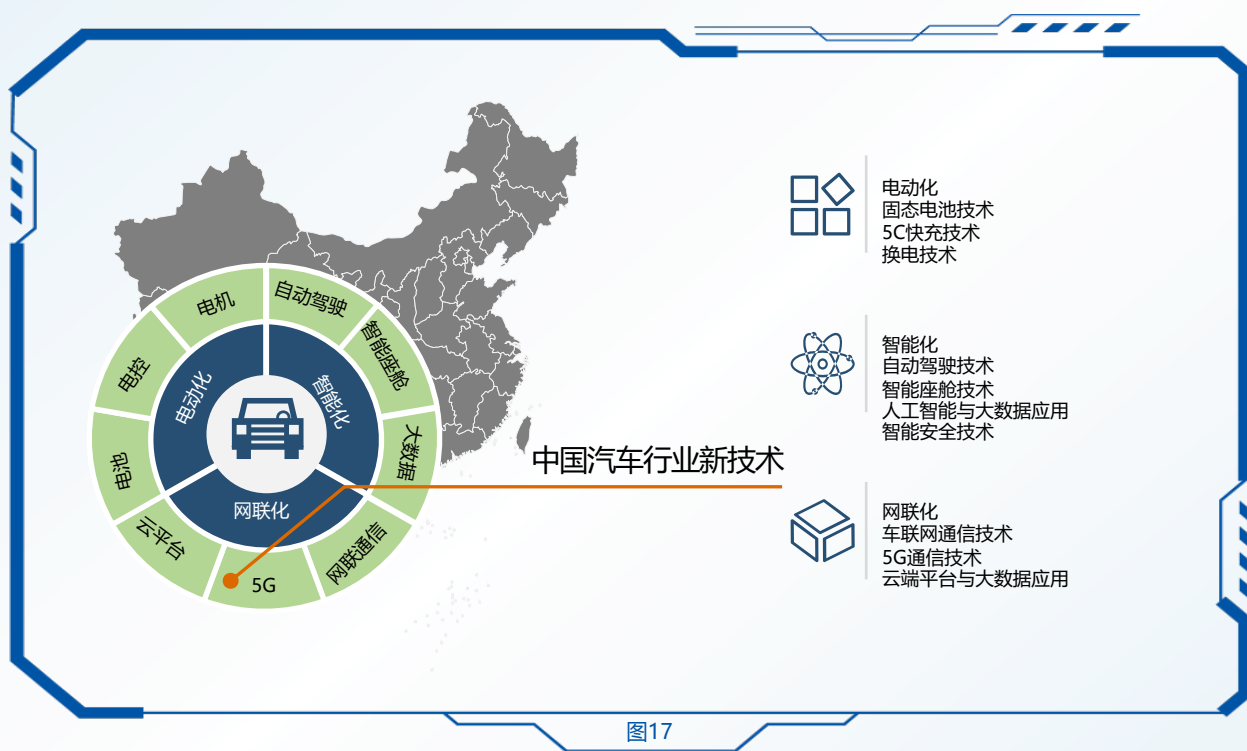 电机
自动驾驶
电控
智能座舱
电动化
智能化
电池
大数据
网联化
云平台
5G
网联通信
中国汽车行业新技术
电动化
固态电池技术
5C快充技术
换电技术
智能化
自动驾驶技术
智能座舱技术
人工智能与大数据应用
智能安全技术
网联化
车联网通信技术
5G通信技术
云端平台与大数据应用
图17